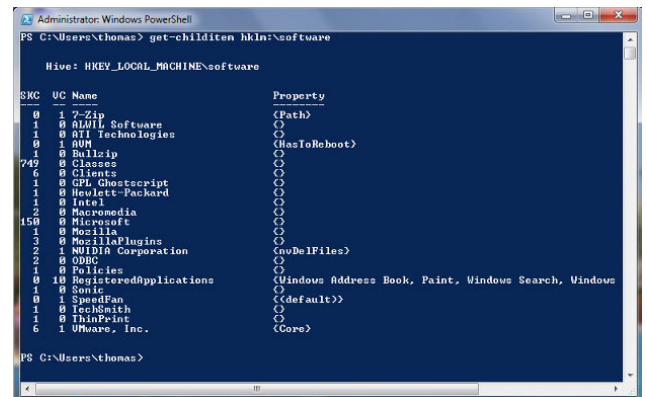 Administrator: Windows PowerShell
PS C:\Users\thomas> get-childitem hklm:\software
Hive: HKEY_LOCAL_MACHINE\software
SKC VC Name Property
--- -- ---- --------
0 1 7-Zip {Path}
1 0 ALWIL Software {}
1 0 ATI Technologies {}
0 1 AVM {HasToReboot}
1 0 Bullzip {}
749 0 Classes {}
6 0 Clients {}
1 0 GPL Ghostscript {}
1 0 Hewlett-Packard {}
1 0 Intel {}
2 0 Macromedia {}
150 0 Microsoft {}
1 0 Mozilla {}
3 0 MozillaPlugins {}
2 1 NVIDIA Corporation {nvDelFiles}
2 0 ODBC {}
1 0 Policies {}
0 10 RegisteredApplications {Windows Address Book, Paint, Windows Search, Windows
1 0 Sonic {}
0 1 SpeedFan {(default)}
1 0 TechSmith {}
1 0 ThinPrint {}
6 1 VMware, Inc. {Core}
PS C:\Users\thomas>